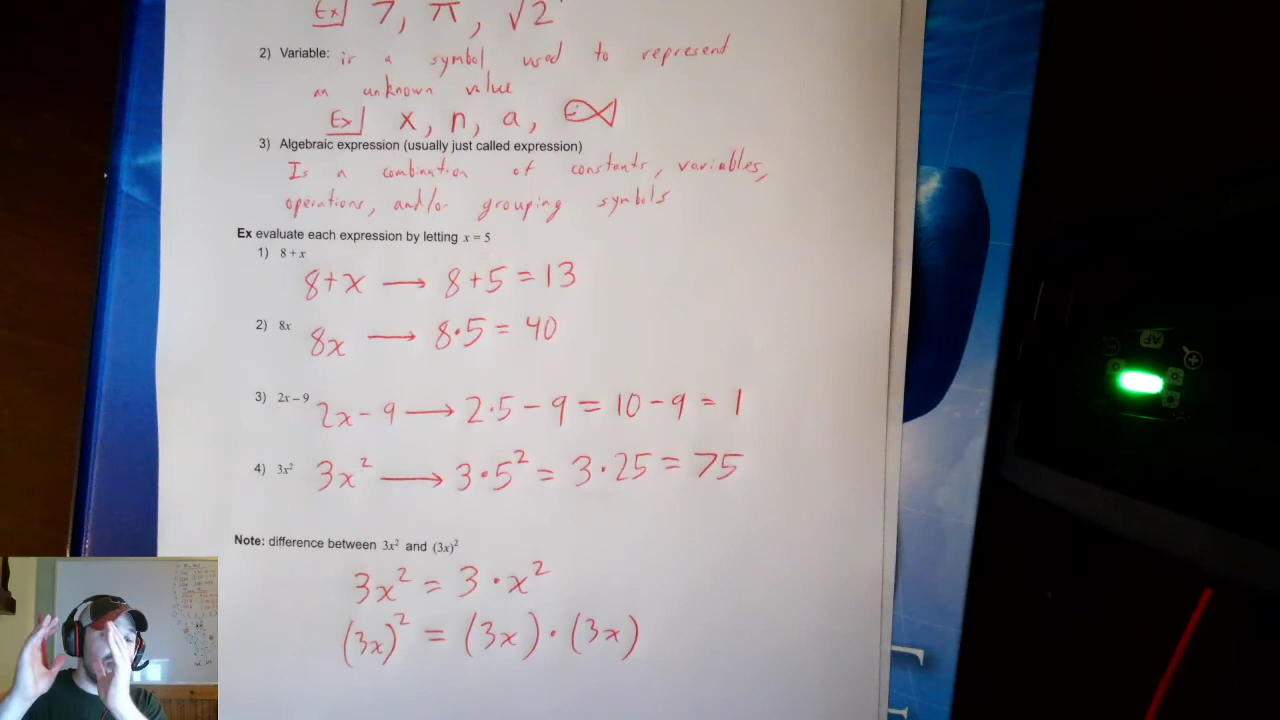 Ex 7, π, √2
2) Variable: is a symbol used to represent
an unknown value
Ex x, n, a,
3) Algebraic expression (usually just called expression)
Is a combination of constants, variables,
operations, and/or grouping symbols
Ex evaluate each expression by letting x = 5
1) 8 + x
8+x → 8+5 = 13
2) 8x
8x → 8·5 = 40
3) 2x − 9
2x - 9 → 2·5 - 9 = 10 - 9 = 1
4) 3x²
3x² → 3·5² = 3·25 = 75
Note: difference between 3x² and (3x)²
3x² = 3·x²
(3x)² = (3x)·(3x)
AF